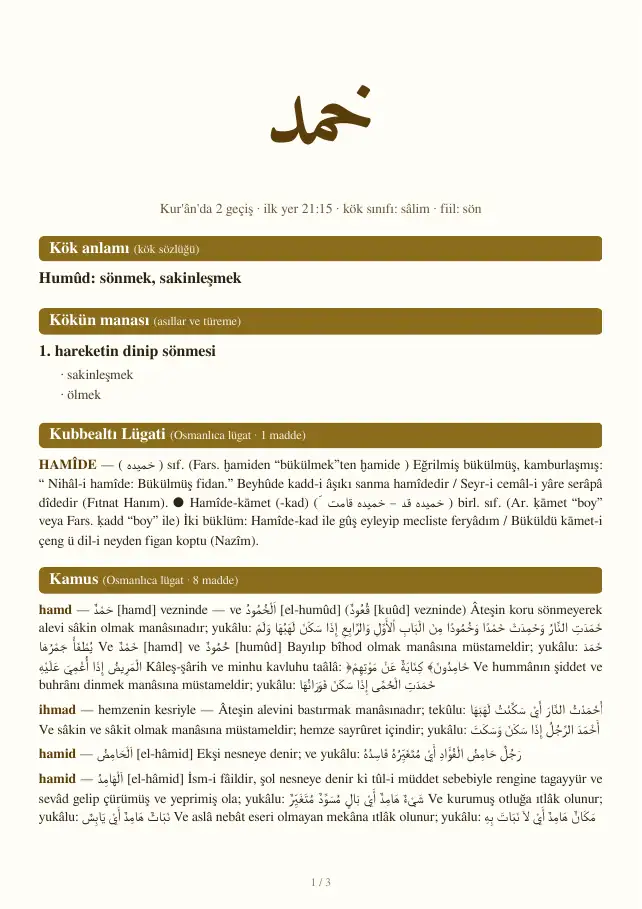 خمد
Kur'ân'da 2 geçiş · ilk yer 21:15 · kök sınıfı: sâlim · fiil: sön
Kök anlamı (kök sözlüğü)
Humûd: sönmek, sakinleşmek
Kökün manası (asıllar ve türeme)
1. hareketin dinip sönmesi
· sakinleşmek
· ölmek
Kubbealtı Lügati (Osmanlıca lügat · 1 madde)
HAMÎDE — ( خميده ) sıf. (Fars. ḫamіden “bükülmek”ten ḫamіde ) Eğrilmiş bükülmüş, kamburlaşmış:
“ Nihâl-i hamîde: Bükülmüş fidan.” Beyhûde kadd-i âşıkı sanma hamîdedir / Seyr-i cemâl-i yâre serâpâ
dîdedir (Fıtnat Hanım). ● Hamîde-kāmet (-kad) (خميده قد – خميده قامت) birl. sıf. (Ar. ḳāmet “boy”
veya Fars. ḳadd “boy” ile) İki büklüm: Hamîde-kad ile gûş eyleyip mecliste feryâdım / Büküldü kāmet-i
çeng ü dil-i neyden figan koptu (Nazîm).
Kamus (Osmanlıca lügat · 8 madde)
hamd — خَمْدٌ [hamd] vezninde — ve اَلْخُمُودُ [el-humûd] (قُعُودٌ [kuûd] vezninde) Âteşin koru sönmeyerek
alevi sâkin olmak manâsınadır; yukâlu: خَمَدَتِ النَّارُ وَخَمِدَتْ خَمْدًا وَخُمُودًا مِنَ الْبَابِ الْأَوَّلِ وَالرَّابِعِ إِذَا سَكَنَ لَهَبُهَا وَلَمْ
يُطْفَأْ جَمْرُهَا Ve خَمْدٌ [hamd] ve خُمُودٌ [humûd] Bayılıp bîhod olmak manâsına müstameldir; yukâlu: خَمَدَ
الْمَرِيضُ إِذَا أُغْمِيَ عَلَيْهِ Kâleş-şârih ve minhu kavluhu taâlâ: ﴿خَامِدُونَ﴾ كِنَايَةٌ عَنْ مَوْتِهِمْ Ve hummânın şiddet ve
buhrânı dinmek manâsına müstameldir; yukâlu: خَمَدَتِ الْحُمَّى إِذَا سَكَنَ فَوَرَانُهَا
ihmad — hemzenin kesriyle — Âteşin alevini bastırmak manâsınadır; tekûlu: أَخْمَدْتُ النَّارَ أَيْ سَكَّنْتُ لَهَبَهَا
Ve sâkin ve sâkit olmak manâsına müstameldir; hemze sayrûret içindir; yukâlu: أَخْمَدَ الرَّجُلُ إِذَا سَكَنَ وَسَكَتَ
hamid — اَلْحَامِضُ [el-hâmid] Ekşi nesneye denir; ve yukâlu: رَجُلٌ حَامِضُ الْفُؤَادِ أَيْ مُتَغَيِّرُهُ فَاسِدُهُ
hamid — اَلْهَامِدُ [el-hâmid] İsm-i fâildir, şol nesneye denir ki tûl-i müddet sebebiyle rengine tagayyür ve
sevâd gelip çürümüş ve yeprimiş ola; yukâlu: شَيْءٌ هَامِدٌ أَيْ بَالٍ مُسْوَدٌّ مُتَغَيِّرٌ Ve kurumuş otluğa ıtlâk olunur;
yukâlu: نَبَاتٌ هَامِدٌ أَيْ يَابِسٌ Ve aslâ nebât eseri olmayan mekâna ıtlâk olunur; yukâlu: مَكَانٌ هَامِدٌ أَيْ لَا نَبَاتَ بِهِ
1 / 3